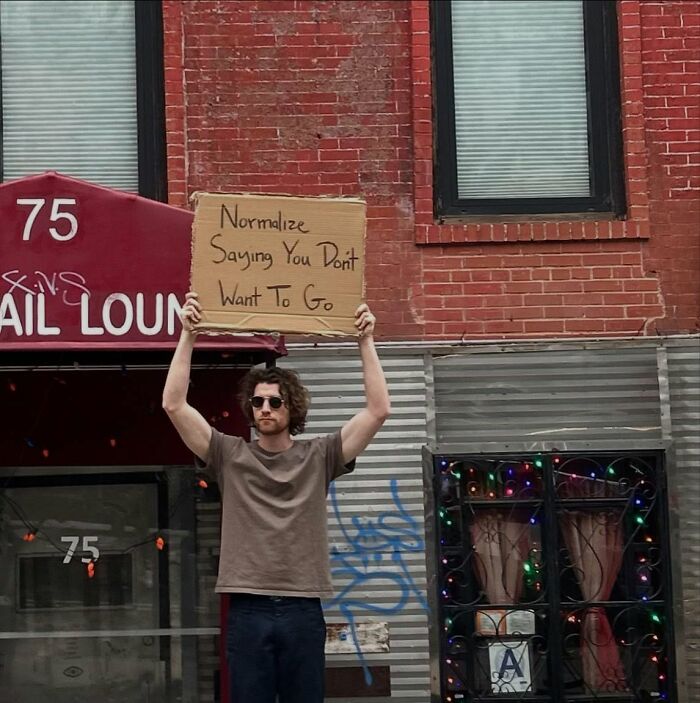 75
AIL LOUN
Normalize
Saying You Don't
Want To Go
75
A